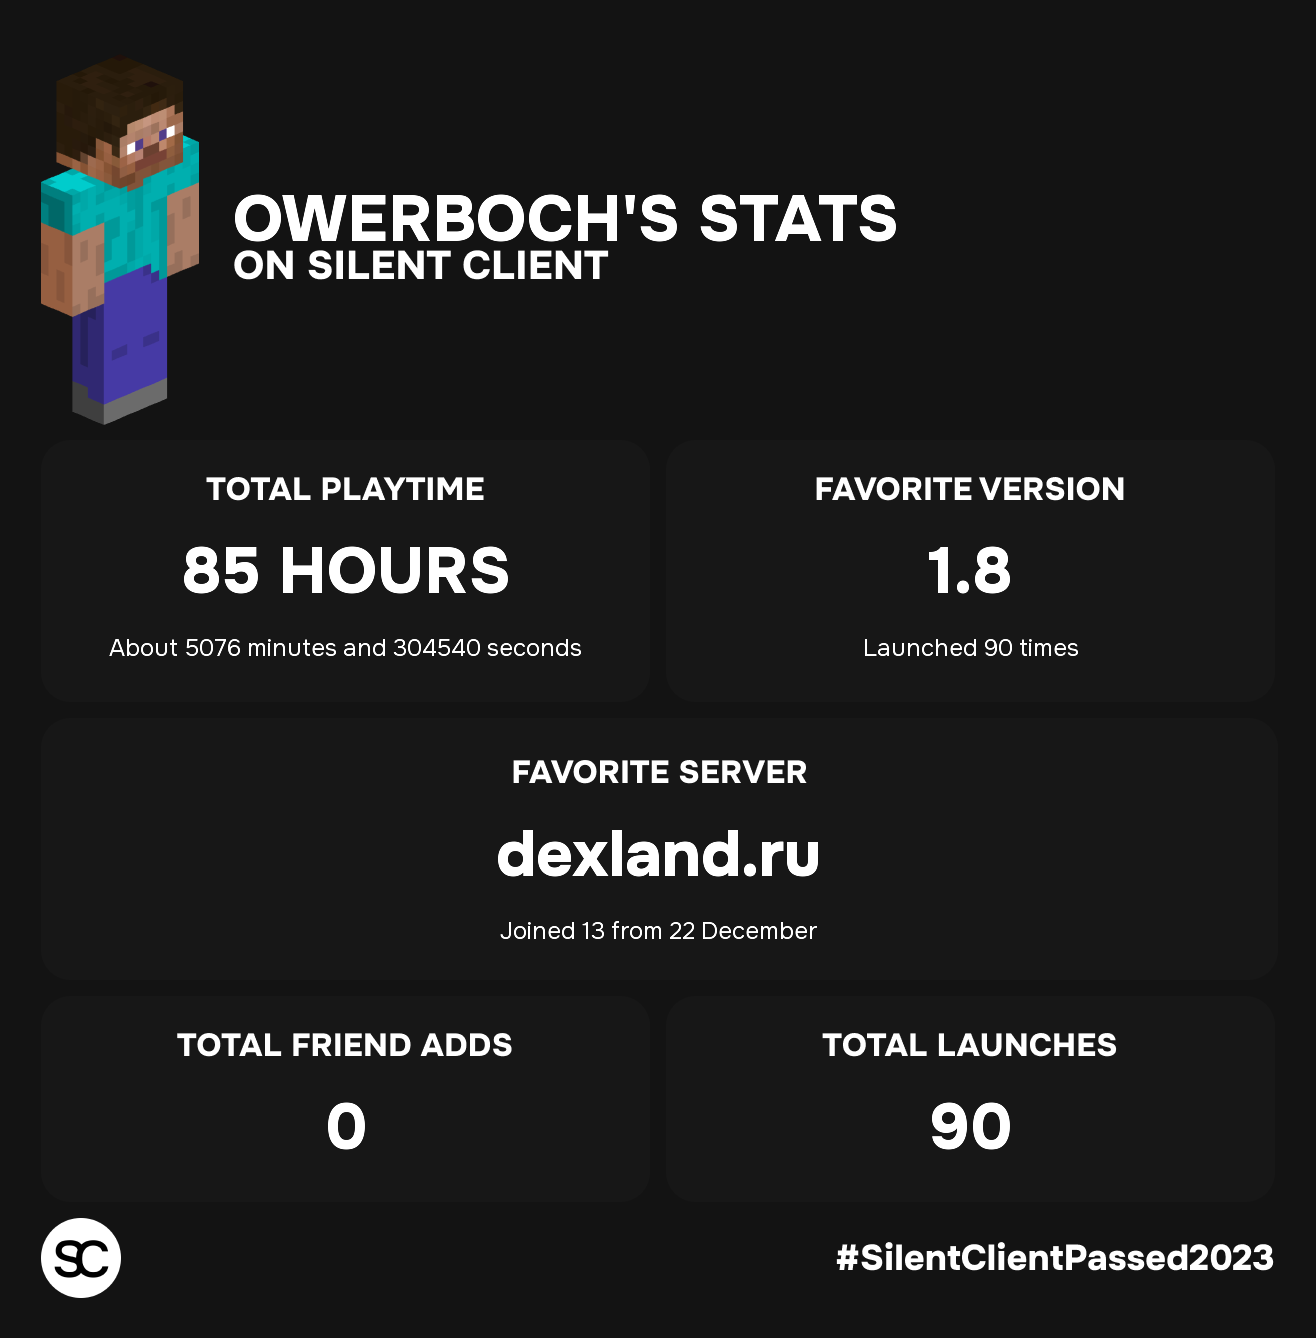 OWERBOCH'S STATS
ON SILENT CLIENT
TOTAL PLAYTIME
85 HOURS
About 5076 minutes and 304540 seconds
FAVORITE VERSION
1.8
Launched 90 times
FAVORITE SERVER
dexland.ru
Joined 13 from 22 December
TOTAL FRIEND ADDS
0
TOTAL LAUNCHES
90
SC
#SilentClientPassed2023